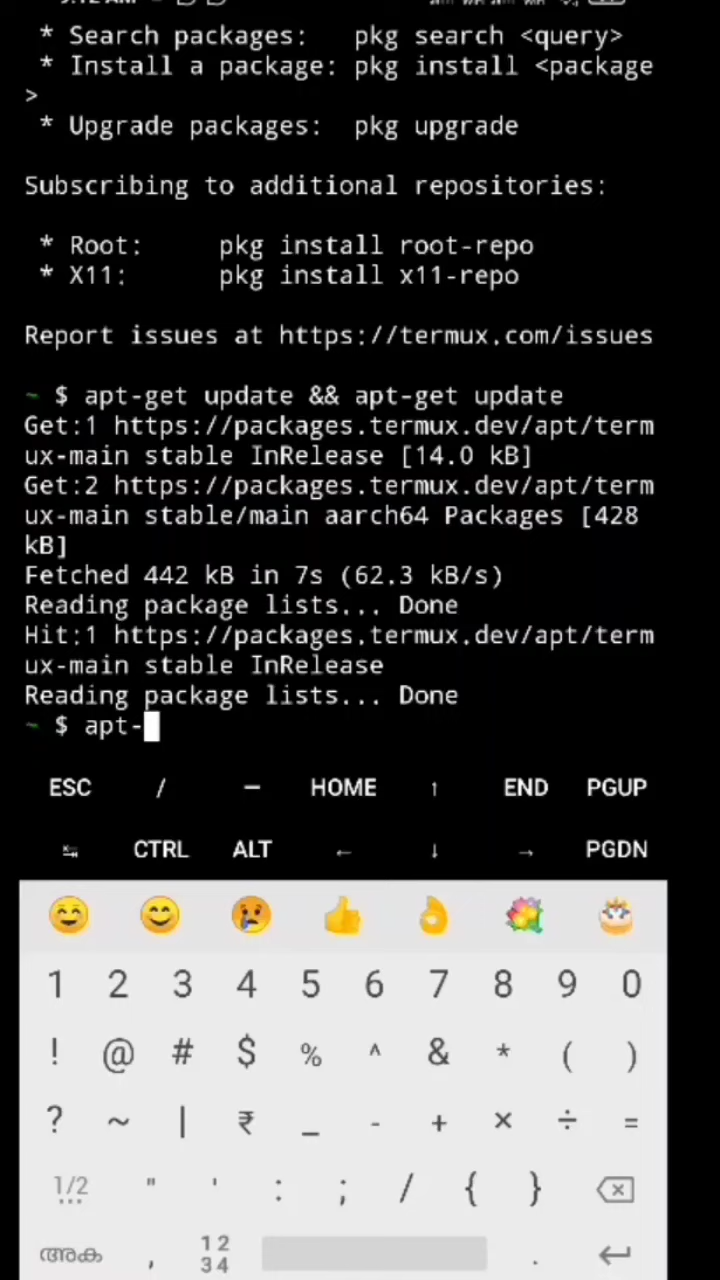 * Search packages: pkg search <query>
* Install a package: pkg install <package
>
* Upgrade packages: pkg upgrade
Subscribing to additional repositories:
* Root: pkg install root-repo
* X11: pkg install x11-repo
Report issues at https://termux.com/issues
~ $ apt-get update && apt-get update
Get:1 https://packages.termux.dev/apt/term
ux-main stable InRelease [14.0 kB]
Get:2 https://packages.termux.dev/apt/term
ux-main stable/main aarch64 Packages [428
kB]
Fetched 442 kB in 7s (62.3 kB/s)
Reading package lists... Done
Hit:1 https://packages.termux.dev/apt/term
ux-main stable InRelease
Reading package lists... Done
~ $ apt-
ESC / — HOME ↑ END PGUP
CTRL ALT ← ↓ → PGDN
1 2 3 4 5 6 7 8 9 0
! @ # $ % ^ & * ( )
? ~ | ₹ _ - + × ÷ =
1/2 " ' : ; / { }
അക , 12 .
34